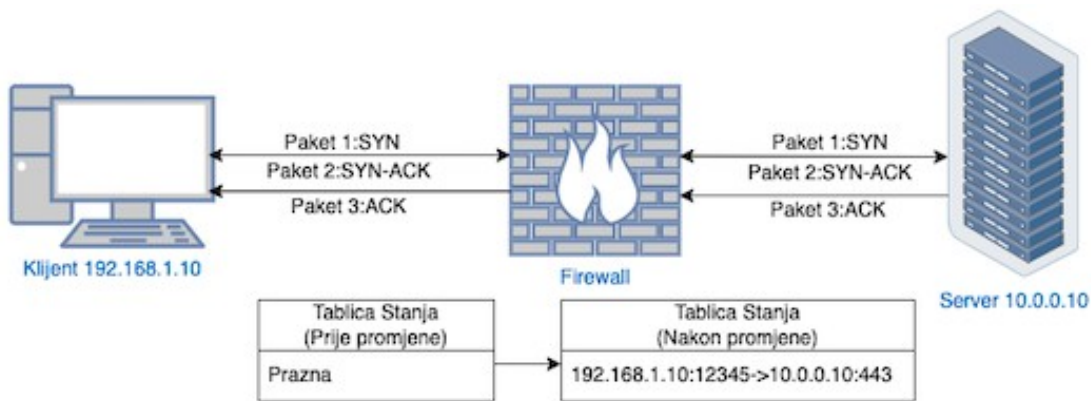 Paket 1:SYN
Paket 2:SYN-ACK
Paket 3:ACK
Paket 1:SYN
Paket 2:SYN-ACK
Paket 3:ACK
Klijent 192.168.1.10
Firewall
Server 10.0.0.10
Tablica Stanja
(Prije promjene)
Prazna
Tablica Stanja
(Nakon promjene)
192.168.1.10:12345->10.0.0.10:443